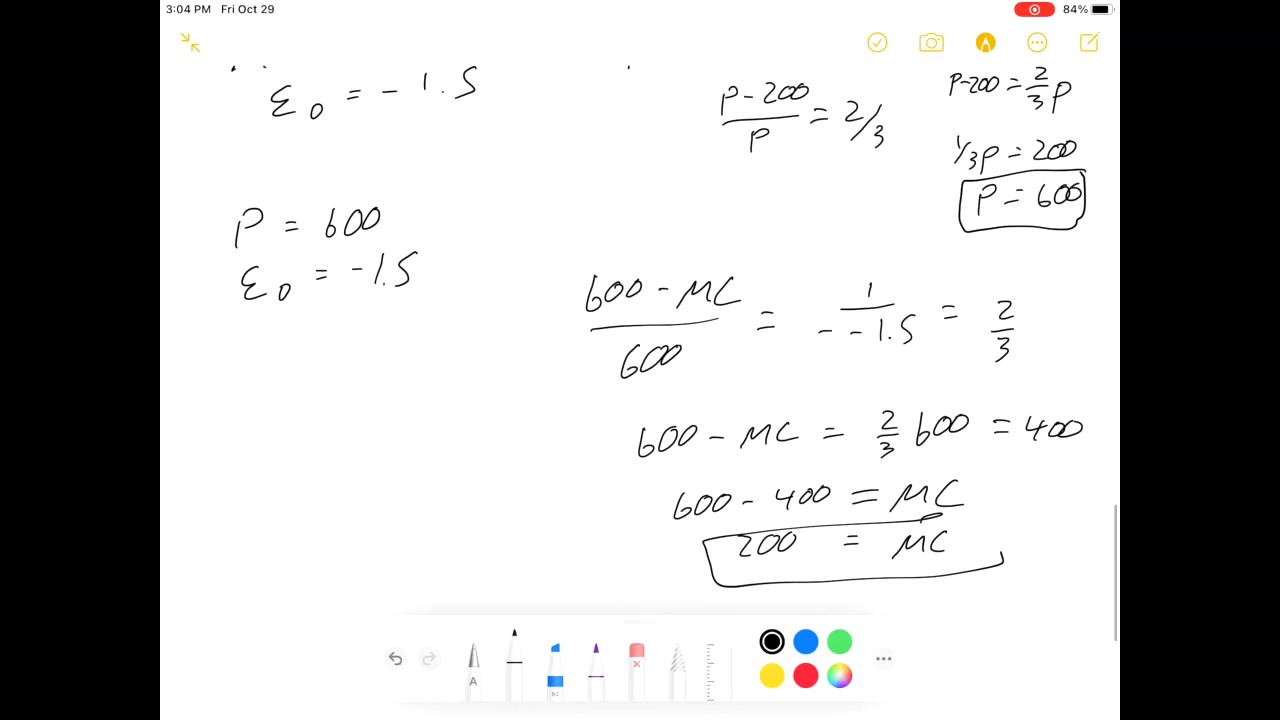 3:04 PM Fri Oct 29
84%
ε_D = -1.5
(P - 200)/P = 2/3
P - 200 = 2/3 P
1/3 P = 200
P = 600
P = 600
ε_D = -1.5
(600 - MC)/600 = 1/(- -1.5) = 2/3
600 - MC = 2/3 600 = 400
600 - 400 = MC
200 = MC
A